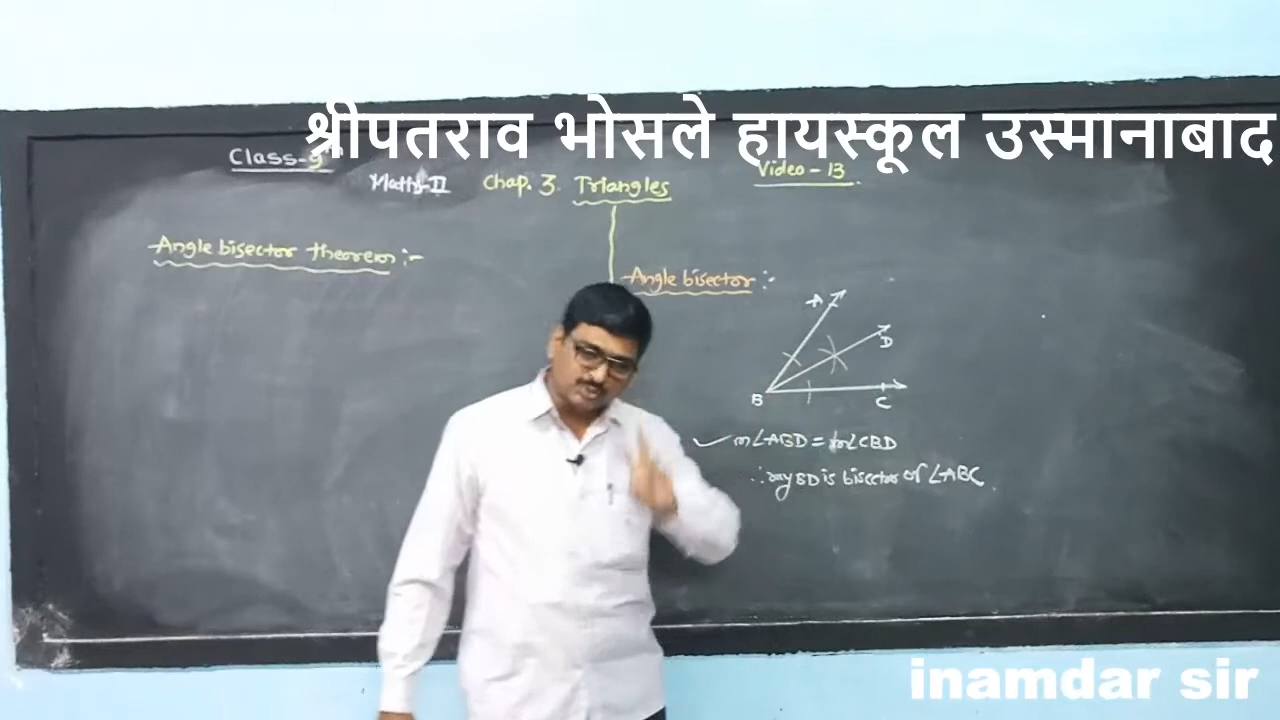 श्रीपतराव भोसले हायस्कूल उस्मानाबाद
Class-9th
Video-13
Maths-II Chap. 3. Triangles
Angle bisector theorem:-
Angle bisector:-
A
D
B
C
m∠ABD = m∠CBD
∴ ray BD is bisector of ∠ABC.
inamdar sir